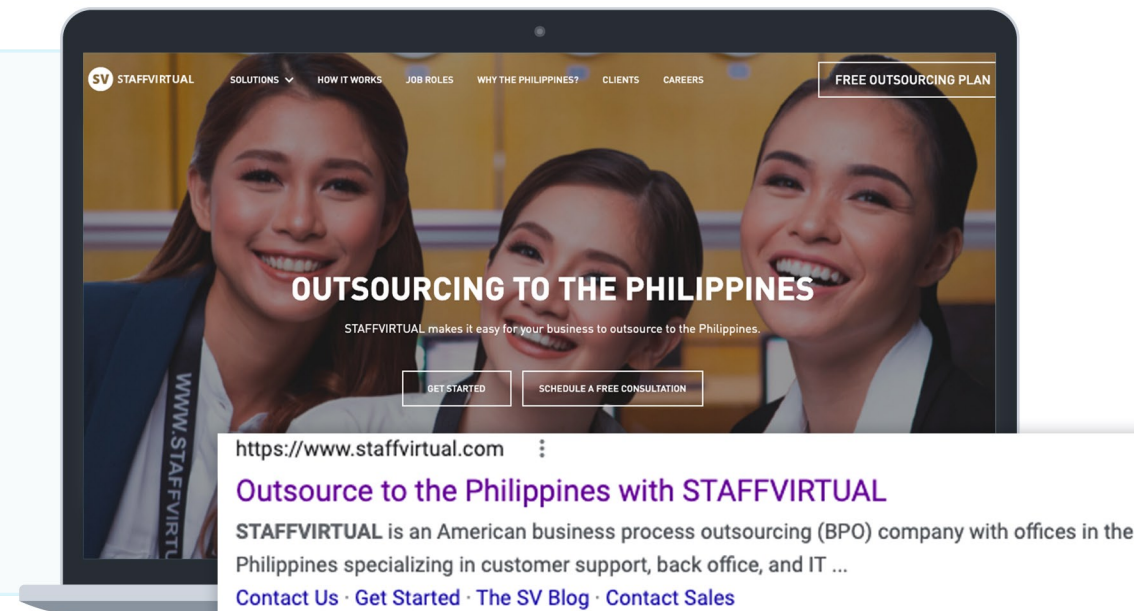 SV STAFFVIRTUAL SOLUTIONS HOW IT WORKS JOB ROLES WHY THE PHILIPPINES? CLIENTS CAREERS FREE OUTSOURCING PLAN
OUTSOURCING TO THE PHILIPPINES
STAFFVIRTUAL makes it easy for your business to outsource to the Philippines.
GET STARTED SCHEDULE A FREE CONSULTATION
WWW.STAFFVIRTU
https://www.staffvirtual.com
Outsource to the Philippines with STAFFVIRTUAL
STAFFVIRTUAL is an American business process outsourcing (BPO) company with offices in the
Philippines specializing in customer support, back office, and IT ...
Contact Us · Get Started · The SV Blog · Contact Sales